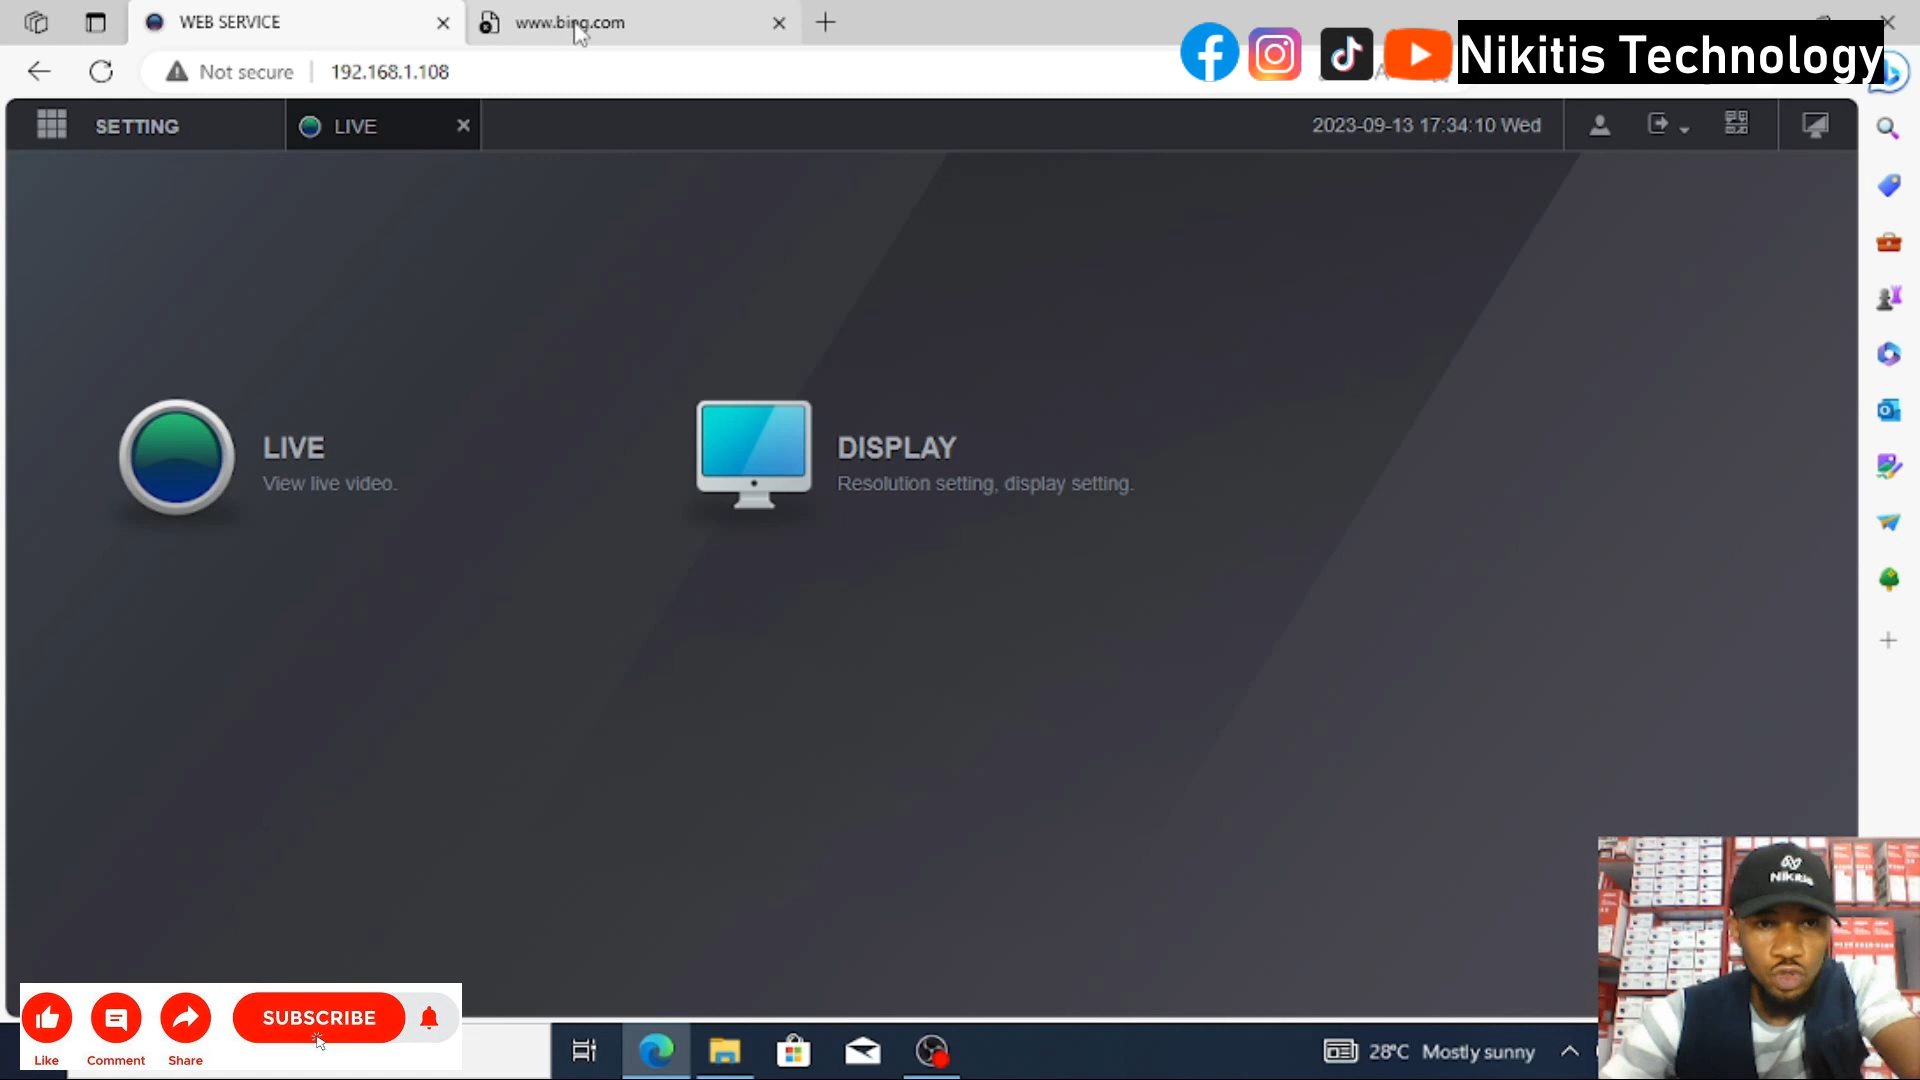 WEB SERVICE
www.bing.com
Nikitis Technology
Not secure
192.168.1.108
SETTING
LIVE
2023-09-13 17:34:10 Wed
LIVE
View live video.
DISPLAY
Resolution setting, display setting.
Nikitis
SUBSCRIBE
Like
Comment
Share
28°C Mostly sunny